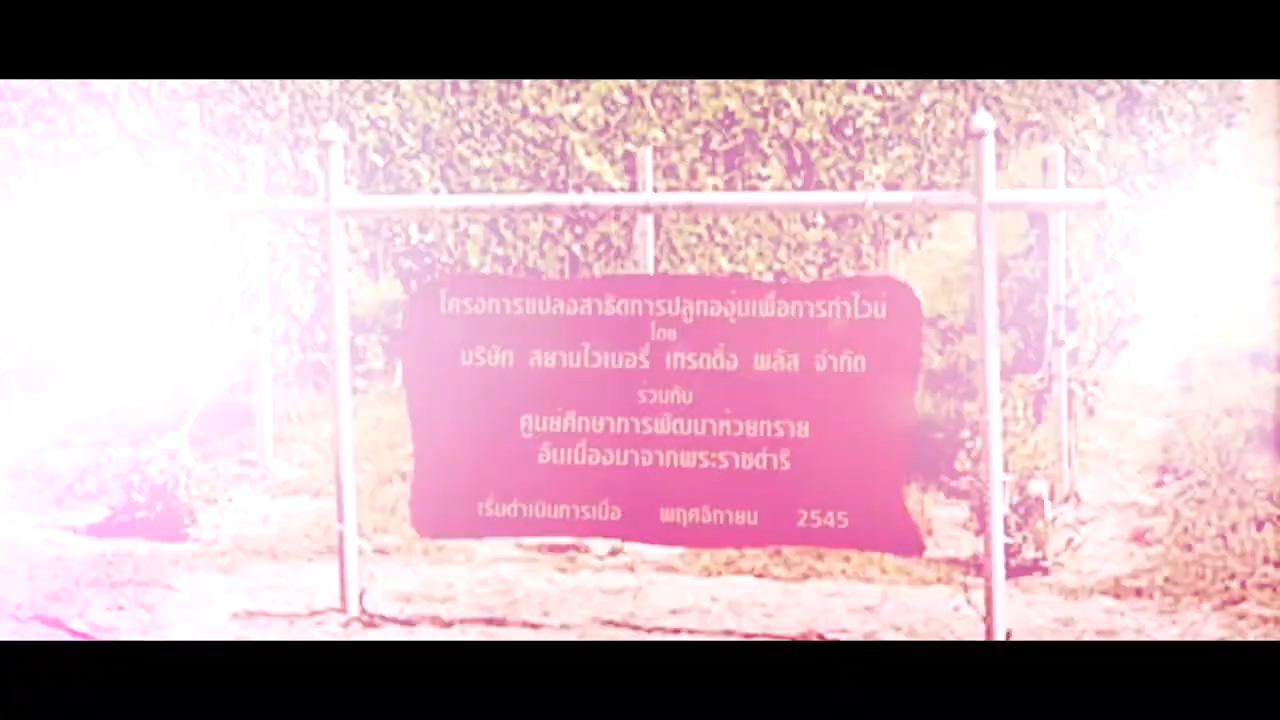 โครงการแปลงสาธิตการปลูกองุ่นเพื่อการทำไวน์
โดย
บริษัท สยามไวเนอรี่ เทรดดิ้ง พลัส จำกัด
ร่วมกับ
ศูนย์ศึกษาการพัฒนาห้วยทราย
อันเนื่องมาจากพระราชดำริ
เริ่มดำเนินการเมื่อ พฤศจิกายน 2545